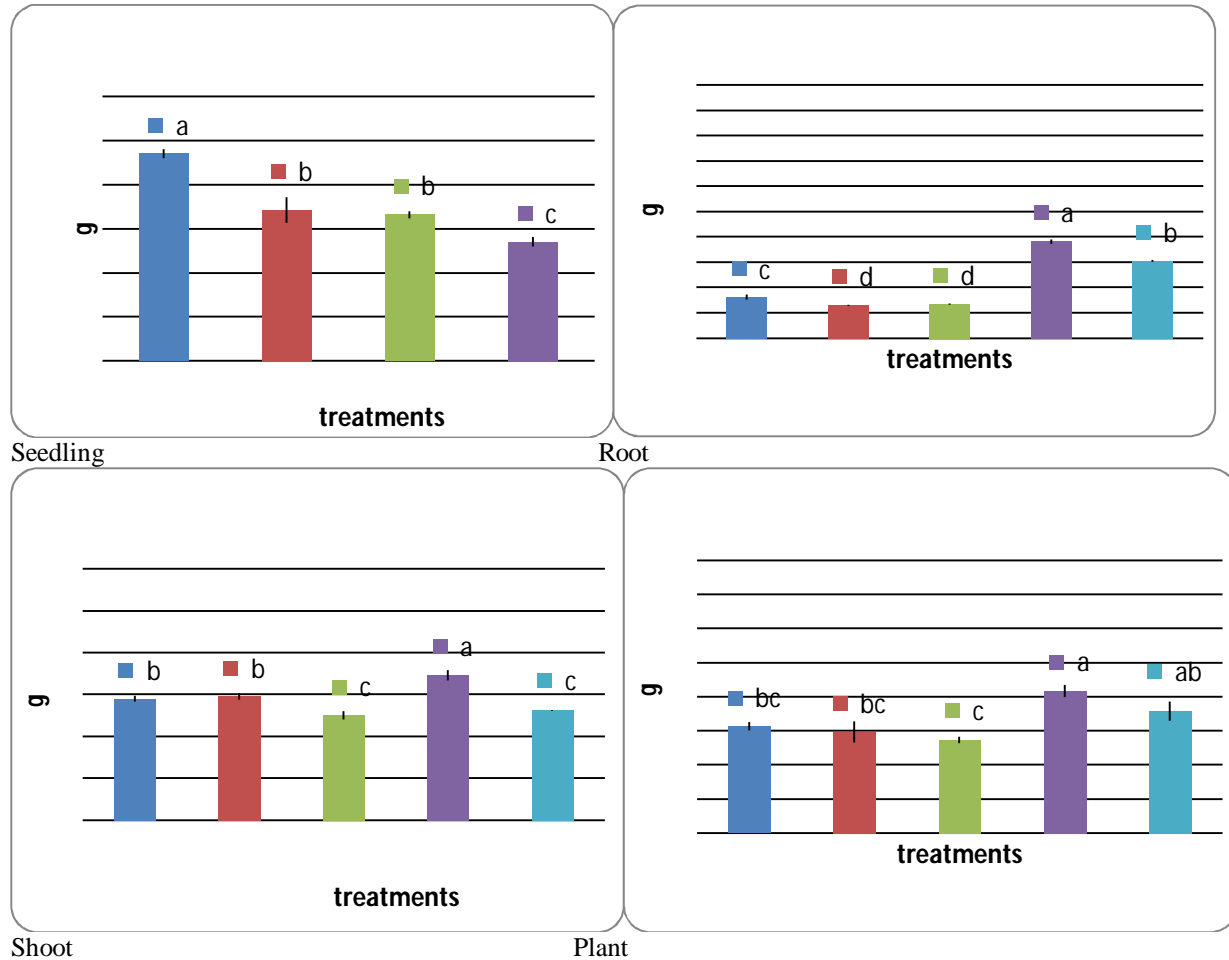 a
b
b
c
g
treatments
Seedling
c
d
d
a
b
g
treatments
Root
b
b
c
a
c
g
treatments
Shoot
bc
bc
c
a
ab
g
treatments
Plant